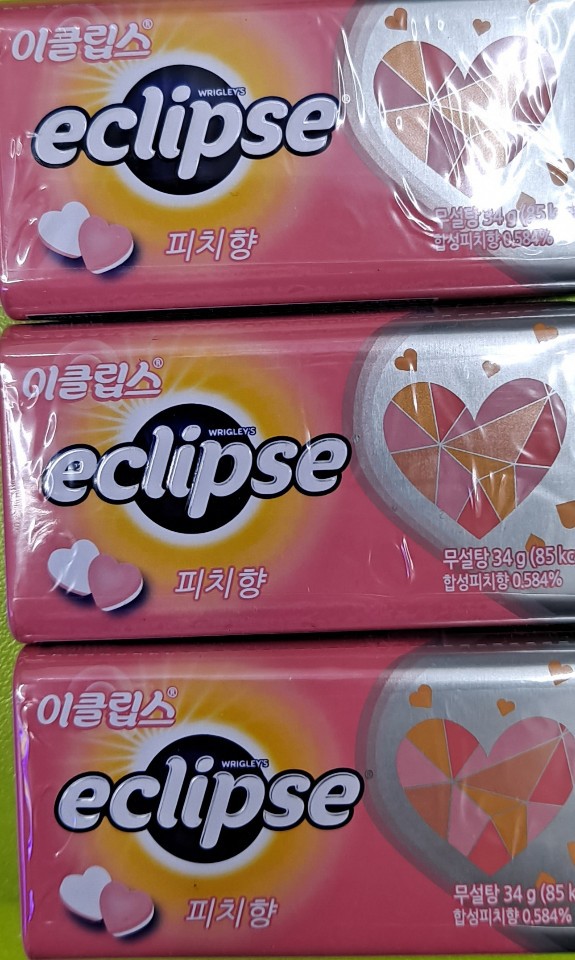 이클립스®
WRIGLEY'S
eclipse®
피치향
무설탕 34 g (85 k
합성피치향 0.584%
이클립스®
WRIGLEY'S
eclipse
피치향
무설탕 34 g (85 kc
합성피치향 0.584%
이클립스®
WRIGLEY'S
eclipse®
피치향
무설탕 34 g (85 k
합성피치향 0.584%